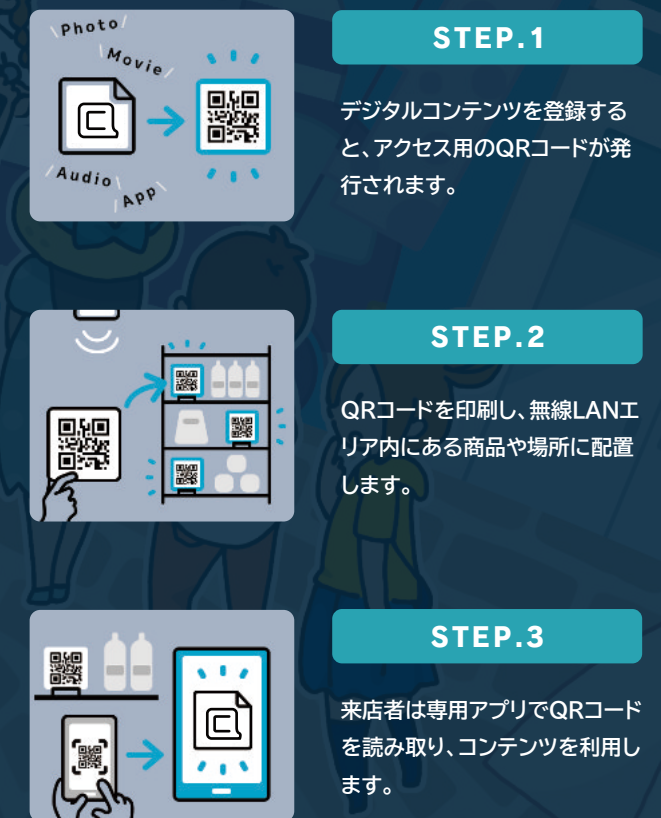 Photo
Movie
Audio
App
STEP.1
デジタルコンテンツを登録する
と、アクセス用のQRコードが発
行されます。
STEP.2
QRコードを印刷し、無線LANエ
リア内にある商品や場所に配置
します。
STEP.3
来店者は専用アプリでQRコード
を読み取り、コンテンツを利用し
ます。